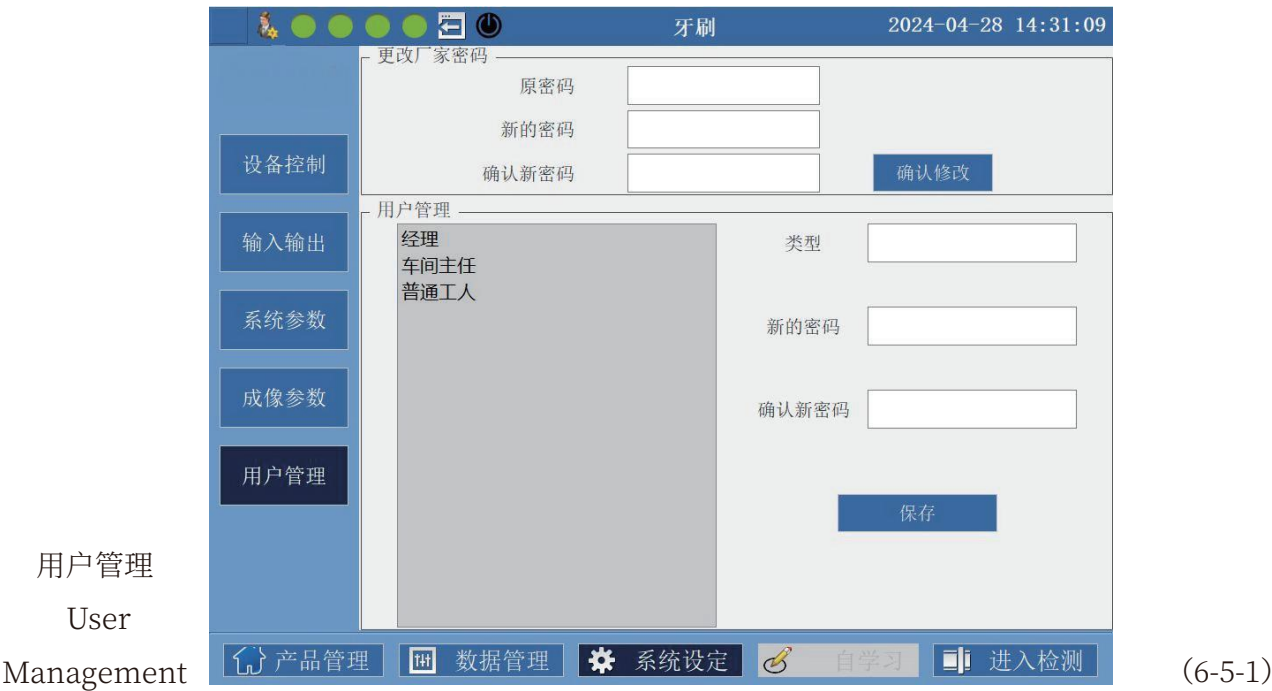 牙刷 2024-04-28 14:31:09
更改厂家密码
原密码
新的密码
确认新密码 确认修改
设备控制
输入输出
系统参数
成像参数
用户管理
用户管理
经理
车间主任
普通工人
类型
新的密码
确认新密码
保存
产品管理 数据管理 系统设定 自学习 进入检测
用户管理
User
Management
(6-5-1)